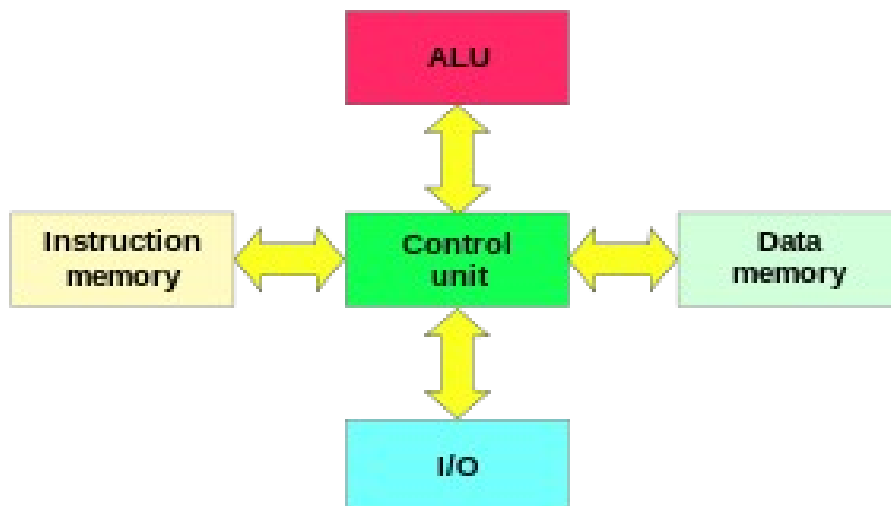 ALU
Instruction
memory
Control
unit
Data
memory
I/O